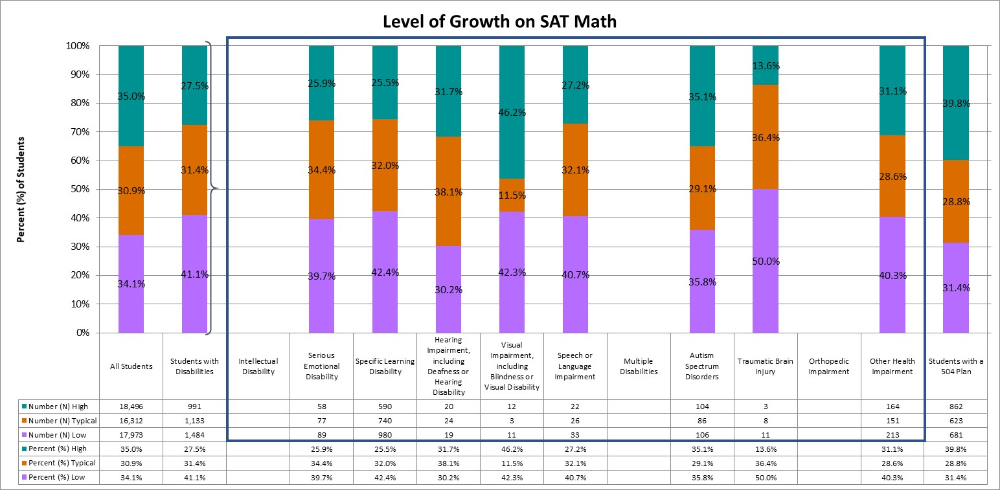 Level of Growth on SAT Math
Percent (%) of Students
100%
90%
80%
70%
60%
50%
40%
30%
20%
10%
0%
35.0% 27.5% 25.9% 25.5% 31.7% 46.2% 27.2% 35.1% 13.6% 31.1% 39.8%
30.9% 31.4% 34.4% 32.0% 38.1% 11.5% 32.1% 29.1% 36.4% 28.6% 28.8%
34.1% 41.1% 39.7% 42.4% 30.2% 42.3% 40.7% 35.8% 50.0% 40.3% 31.4%
All Students
Students with
Disabilities
Intellectual
Disability
Serious
Emotional
Disability
Specific Learning
Disability
Hearing
Impairment,
including
Deafness or
Hearing
Disability
Visual
Impairment,
including
Blindness or
Visual Disability
Speech or
Language
Impairment
Multiple
Disabilities
Autism
Spectrum
Disorders
Traumatic Brain
Injury
Orthopedic
Impairment
Other Health
Impairment
Students with a
504 Plan
Number (N) High 18,496 991 58 590 20 12 22 104 3 164 862
Number (N) Typical 16,312 1,133 77 740 24 3 26 86 8 151 623
Number (N) Low 17,973 1,484 89 980 19 11 33 106 11 213 681
Percent (%) High 35.0% 27.5% 25.9% 25.5% 31.7% 46.2% 27.2% 35.1% 13.6% 31.1% 39.8%
Percent (%) Typical 30.9% 31.4% 34.4% 32.0% 38.1% 11.5% 32.1% 29.1% 36.4% 28.6% 28.8%
Percent (%) Low 34.1% 41.1% 39.7% 42.4% 30.2% 42.3% 40.7% 35.8% 50.0% 40.3% 31.4%